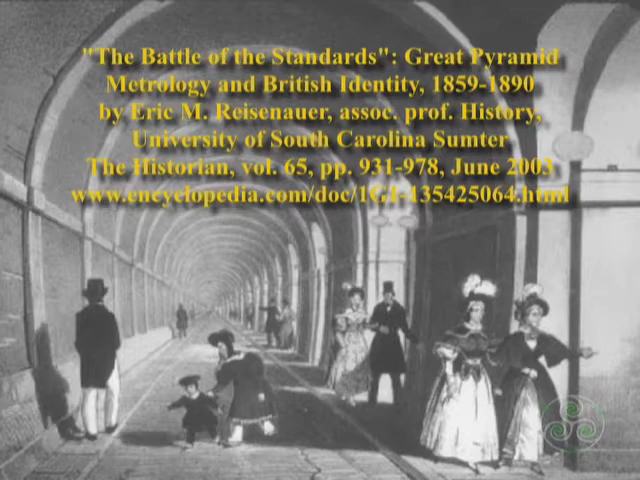 "The Battle of the Standards": Great Pyramid
Metrology and British Identity, 1859-1890
by Eric M. Reisenauer, assoc. prof. History,
University of South Carolina Sumter
The Historian, vol. 65, pp. 931-978, June 2003
www.encyclopedia.com/doc/1G1-135425064.html